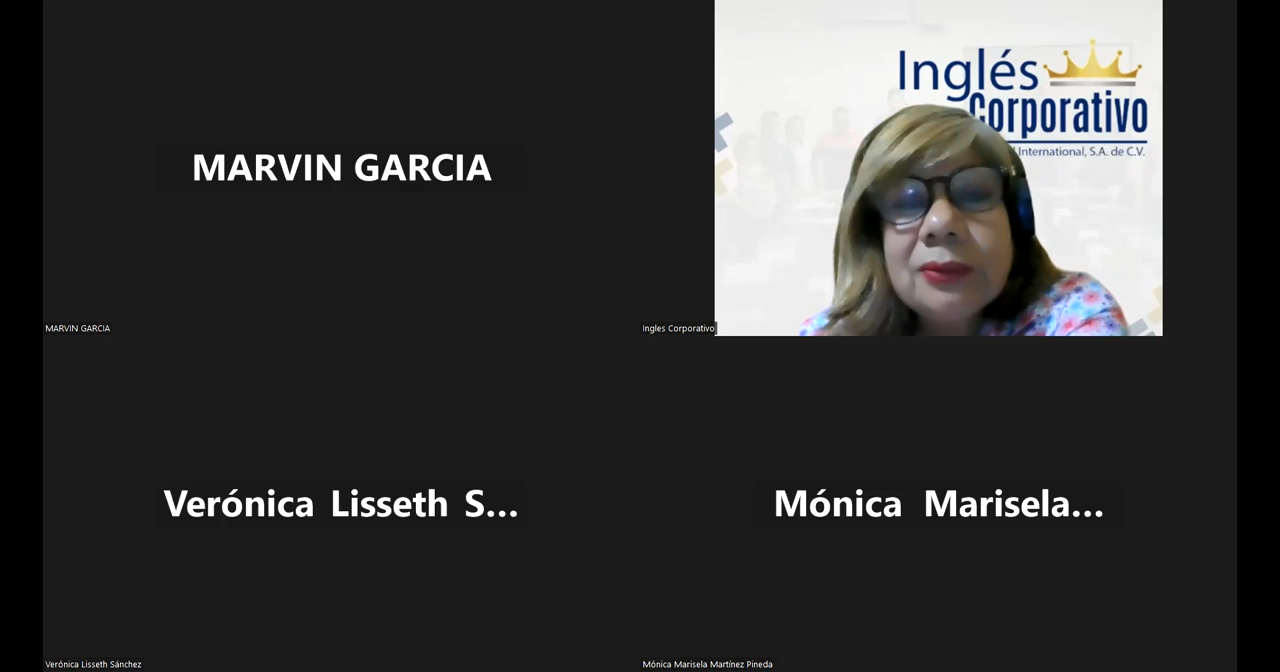 MARVIN GARCIA
MARVIN GARCIA
Inglés
Corporativo
International, S.A. de C.V.
Ingles Corporativo
Verónica Lisseth S...
Verónica Lisseth Sánchez
Mónica Marisela...
Mónica Marisela Martínez Pineda